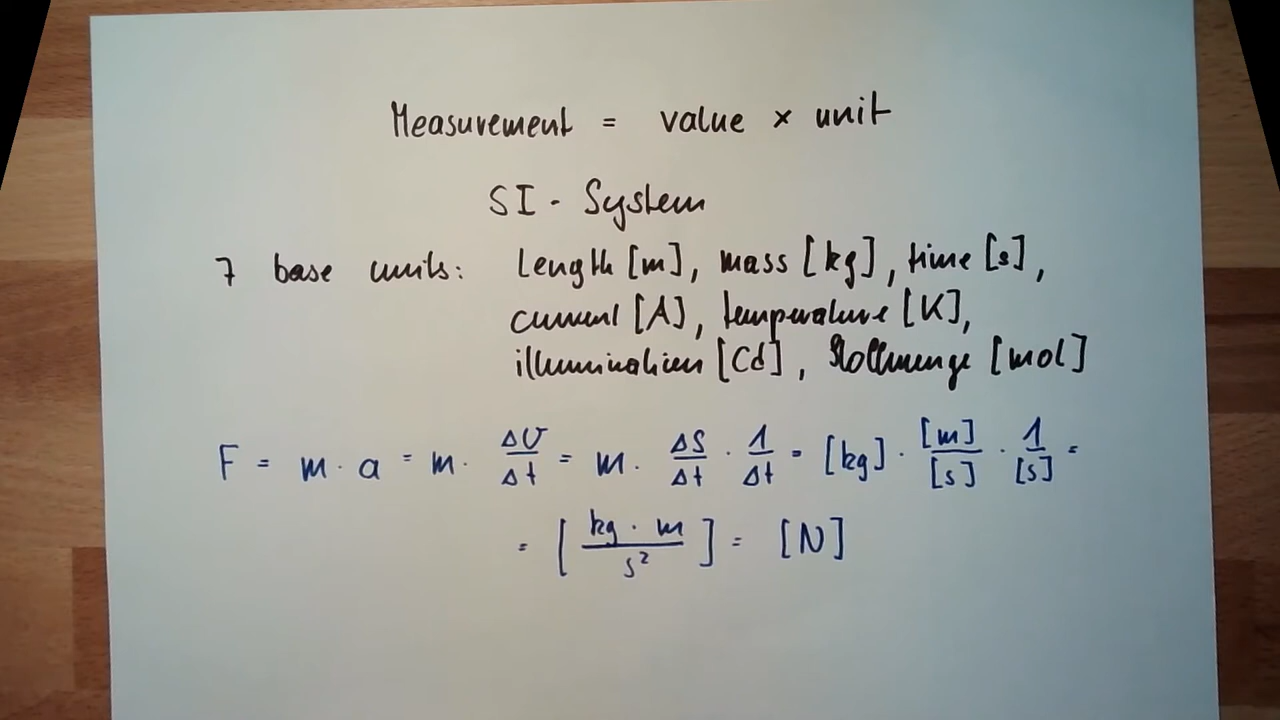 Measurement = value × unit
SI - System
7 base units: length [m], mass [kg], time [s],
current [A], temperature [K],
illumination [Cd], Stoffmenge [mol]
F = m · a = m · Δv/Δt = m · Δs/Δt · 1/Δt = [kg] · [m]/[s] · 1/[s] =
= [kg · m / s²] = [N]